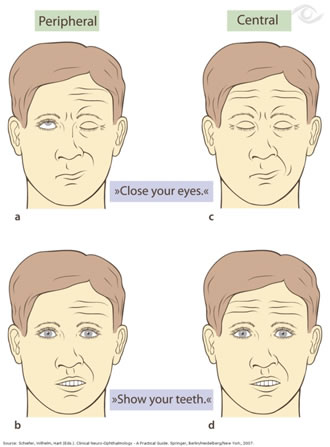 Peripheral
Central
»Close your eyes.«
a
c
»Show your teeth.«
b
d
Source: Schiefer, Wilhelm, Hart (Eds.). Clinical Neuro-Ophthalmology - A Practical Guide. Springer, Berlin/Heidelberg/New York, 2007.